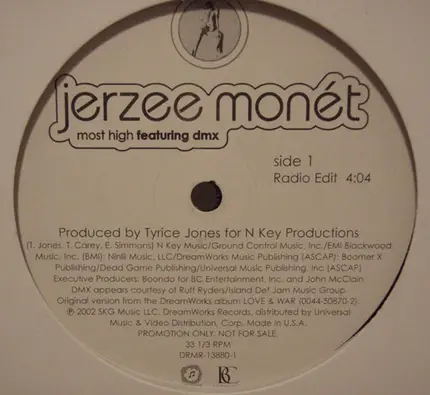 jerzee monét
most high featuring dmx
side 1
Radio Edit 4:04
Produced by Tyrice Jones for N Key Productions
(T. Jones, T. Carey, E. Simmons) N Key Music/Ground Control Music, Inc./EMI Blackwood
Music, Inc. (BMI); Ninlii Music, LLC/DreamWorks Music Publishing (ASCAP); Boomer X
Publishing/Dead Game Publishing/Universal Music Publishing, Inc (ASCAP)
Executive Producers: Boondo for BC Entertainment, Inc. and John McClain
DMX appears courtesy of Ruff Ryders/Island Def Jam Music Group.
Original version from the DreamWorks album LOVE & WAR (0044-50870-2).
℗ 2002 SKG Music L.L.C. DreamWorks Records, distributed by Universal
Music & Video Distribution, Corp. Made in U.S.A.
PROMOTION ONLY. NOT FOR SALE.
33 1/3 RPM
DRMR-13880-1